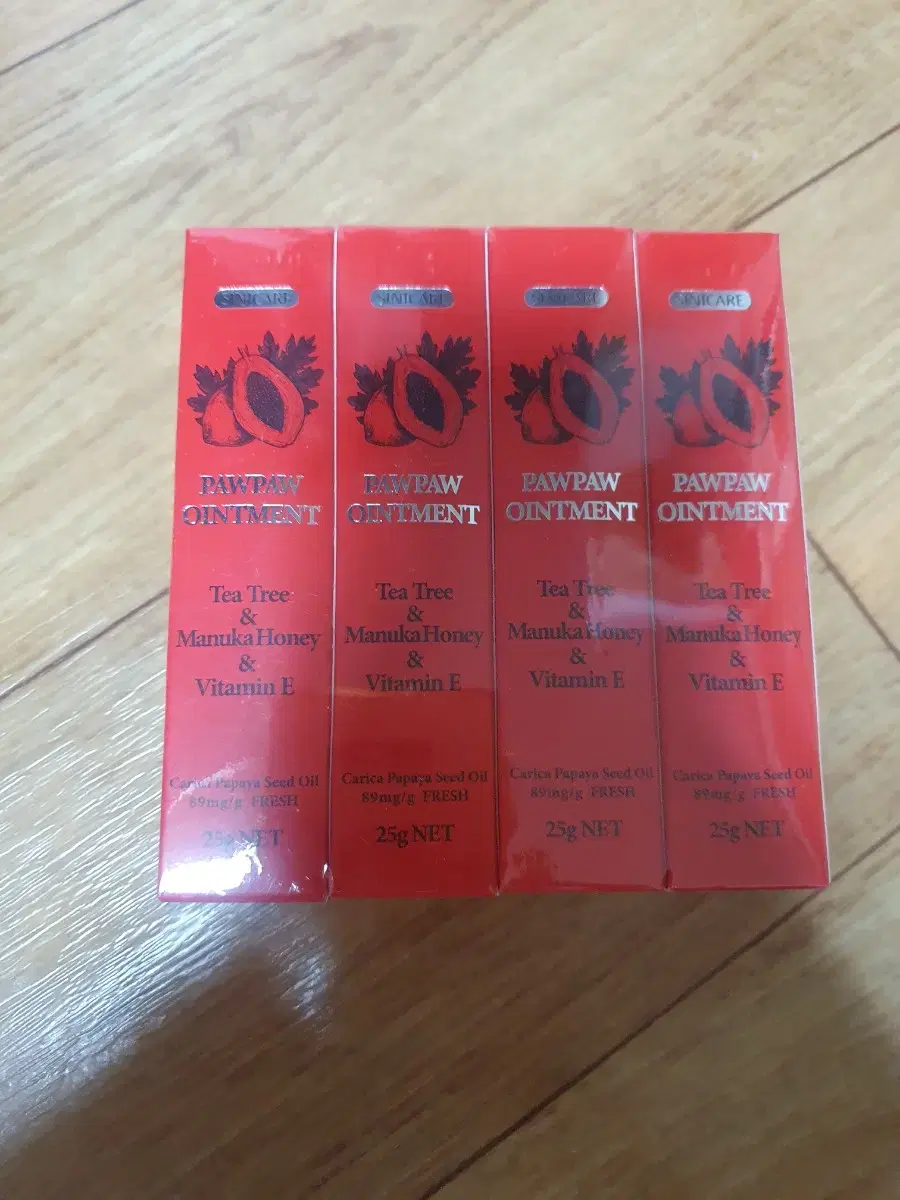 SINICARE
PAWPAW
OINTMENT
Tea Tree
&
Manuka Honey
&
Vitamin E
Carica Papaya Seed Oil
89mg/g FRESH
25g NET
SINICARE
PAWPAW
OINTMENT
Tea Tree
&
Manuka Honey
&
Vitamin E
Carica Papaya Seed Oil
89mg/g FRESH
25g NET
SINICARE
PAWPAW
OINTMENT
Tea Tree
&
Manuka Honey
&
Vitamin E
Carica Papaya Seed Oil
89mg/g FRESH
25g NET
SINICARE
PAWPAW
OINTMENT
Tea Tree
&
Manuka Honey
&
Vitamin E
Carica Papaya Seed Oil
89mg/g FRESH
25g NET